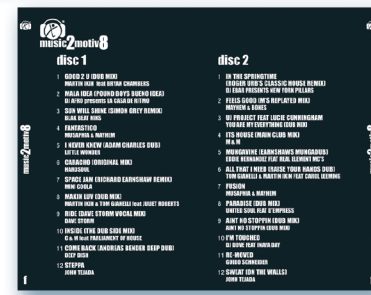 music2motiv8
disc 1
1 GOOD 2 U (DUB MIX)
MARTIN IKIN feat BRYAN CHAMBERS
2 MALA IDEA (POUND BOYS BUENO IDEA)
DJ AFRO presents LA CASA DE RITMO
3 SUN WILL SHINE (SIMON GREY REMIX)
BLAK BEAT NIKS
4 FANTASTICO
MUSAPHIA & MAYHEM
5 I NEVER KNEW (ADAM CHARLES DUB)
LITTLE WONDER
6 CARACHO (ORIGINAL MIX)
HARDSOUL
7 SPACE JAM (RICHARD EARNSHAW REMIX)
MINI COOLA
8 MAKIN LUV (DUB MIX)
MARTIN IKIN & TOM GIANELLI feat JULIET ROBERTS
9 RIDE (DAVE STORM VOCAL MIX)
DAVE STORM
10 INSIDE (THE DUB SIDE MIX)
C & M feat PARLIAMENT OF HOUSE
11 COME BACK (ANDREAS BENDER DEEP DUB)
DEEP DISH
12 STEPPA
JOHN TEJADA
disc 2
1 IN THE SPRINGTIME
(ROGER URB'S CLASSIC HOUSE REMIX)
DJ EBAR PRESENTS NEW YORK PILLARS
2 FEELS GOOD (M'S REPLAYED MIX)
MAYHEM & BONES
3 DJ PROJECT FEAT LUCIE CUNNINGHAM
YOU ARE MY EVERYTHING (DUB MIX)
4 ITS HOUSE (MAIN CLUB MIX)
M & M
5 MUNGAVINE (EARNSHAWS MUNGADUB)
EDDIE HERNANDEZ FEAT REAL ELEMENT MC'S
6 ALL THAT I NEED (RAISE YOUR HANDS DUB)
TOM GIANELLI & MARTIN IKIN FEAT CAROL LEEMING
7 FUSION
MUSAPHIA & MAYHEM
8 PARADISE (DUB MIX)
UNITED SOUL FEAT D'EMPRESS
9 AINT NO STOPPIN (DUB MIX)
AINT NO STOPPIN (DUB MIX)
10 I'M TOUCHED
DJ DOVE FEAT INAYA DAY
11 RE-MOVED
GUIDO SCHNEIDER
12 SWEAT (ON THE WALLS)
JOHN TEJADA
music2motiv8